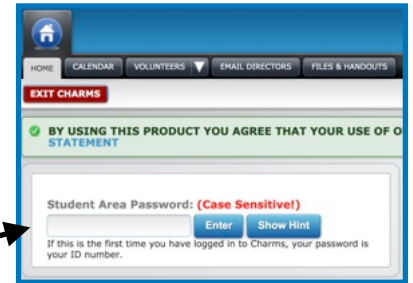 HOME CALENDAR VOLUNTEERS EMAIL DIRECTORS FILES & HANDOUTS
EXIT CHARMS
BY USING THIS PRODUCT YOU AGREE THAT YOUR USE OF
STATEMENT
Student Area Password: (Case Sensitive!)
Enter Show Hint
If this is the first time you have logged in to Charms, your password is
your ID number.